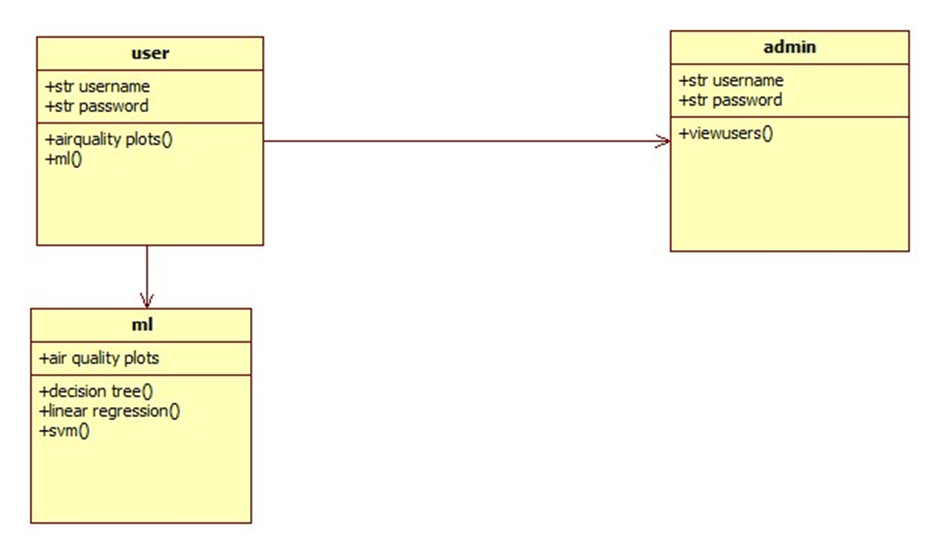 user
+str username
+str password
+airquality plots()
+ml()
admin
+str username
+str password
+viewusers()
ml
+air quality plots
+decision tree()
+linear regression()
+svm()